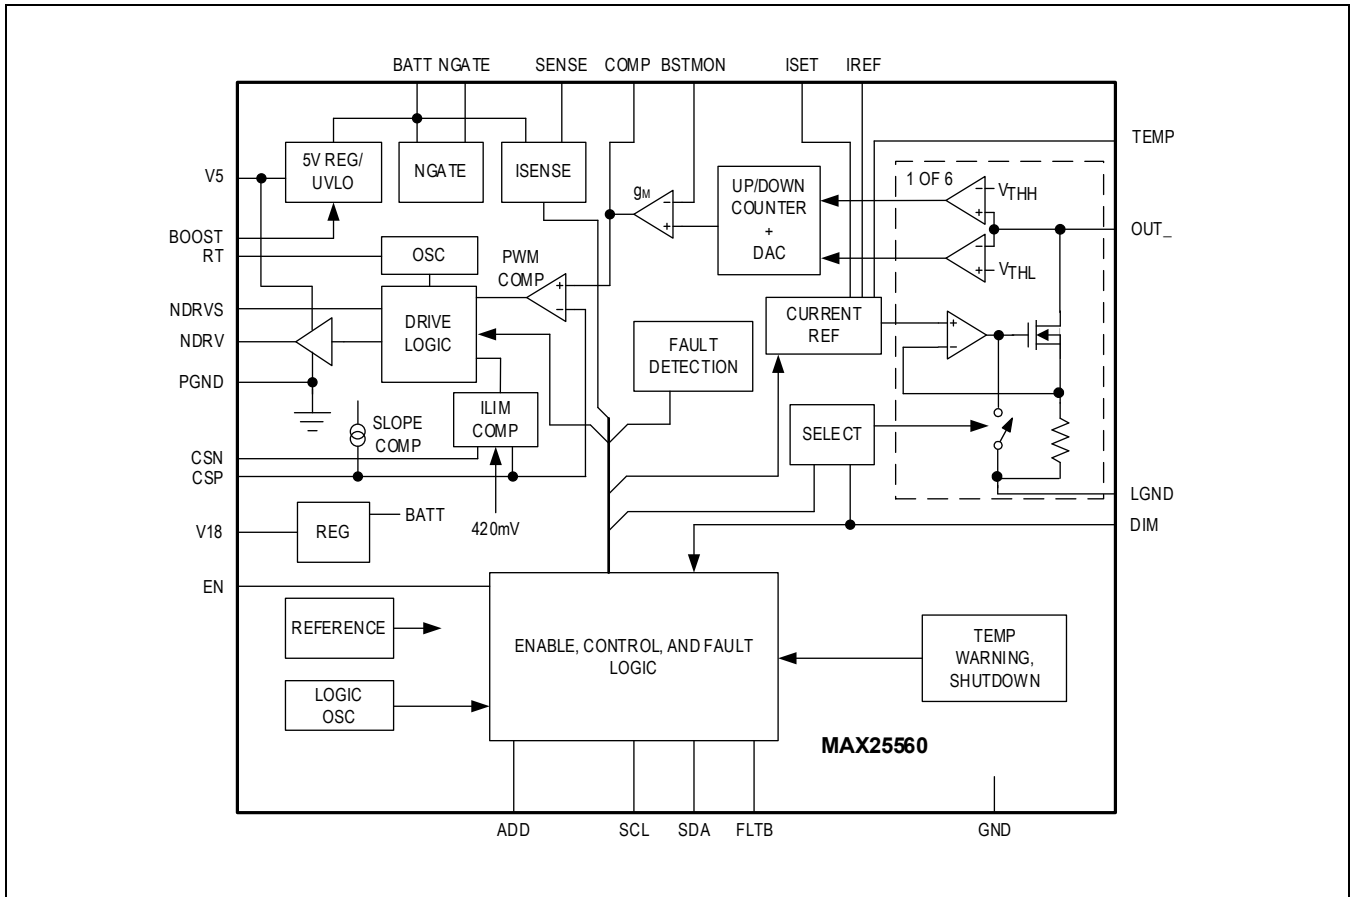 BATT NGATE SENSE COMP BSTMON ISET IREF
TEMP
5V REG/
UVLO
NGATE
ISENSE
V5
gM
UP/DOWN
COUNTER
+
DAC
1 OF 6
−
VTHH
+
−
+
BOOST
RT
OSC
PWM
COMP
−
+
VTHL
OUT_
NDRVS
NDRV
DRIVE
LOGIC
+
−
FAULT
DETECTION
CURRENT
REF
+
−
PGND
SLOPE
COMP
ILIM
COMP
SELECT
CSN
CSP
LGND
V18
REG
BATT
420mV
DIM
EN
REFERENCE
ENABLE, CONTROL, AND FAULT
LOGIC
TEMP
WARNING,
SHUTDOWN
LOGIC
OSC
MAX25560
ADD SCL SDA FLTB GND